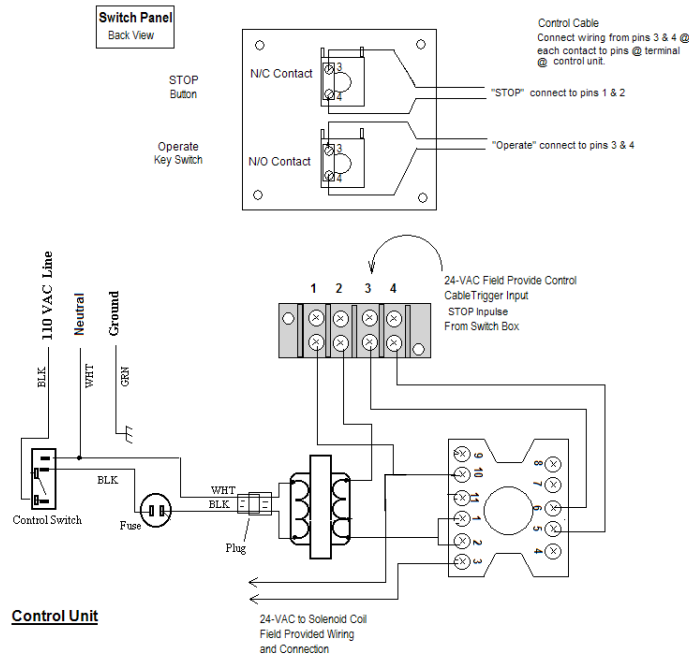 Switch Panel
Back View
Control Cable
Connect wiring from pins 3 & 4 @
each contact to pins @ terminal
@ control unit.
STOP
Button
N/C Contact
3
4
"STOP" connect to pins 1 & 2
Operate
Key Switch
N/O Contact
3
4
"Operate" connect to pins 3 & 4
110 VAC Line
Neutral
Ground
1 2 3 4
24-VAC Field Provide Control
CableTrigger Input
STOP Inpulse
From Switch Box
BLK
WHT
GRN
BLK
WHT
BLK
Control Switch
Fuse
Plug
9
10
11
1
2
3
8
7
6
5
4
Control Unit
24-VAC to Solenoid Coil
Field Provided Wiring
and Connection